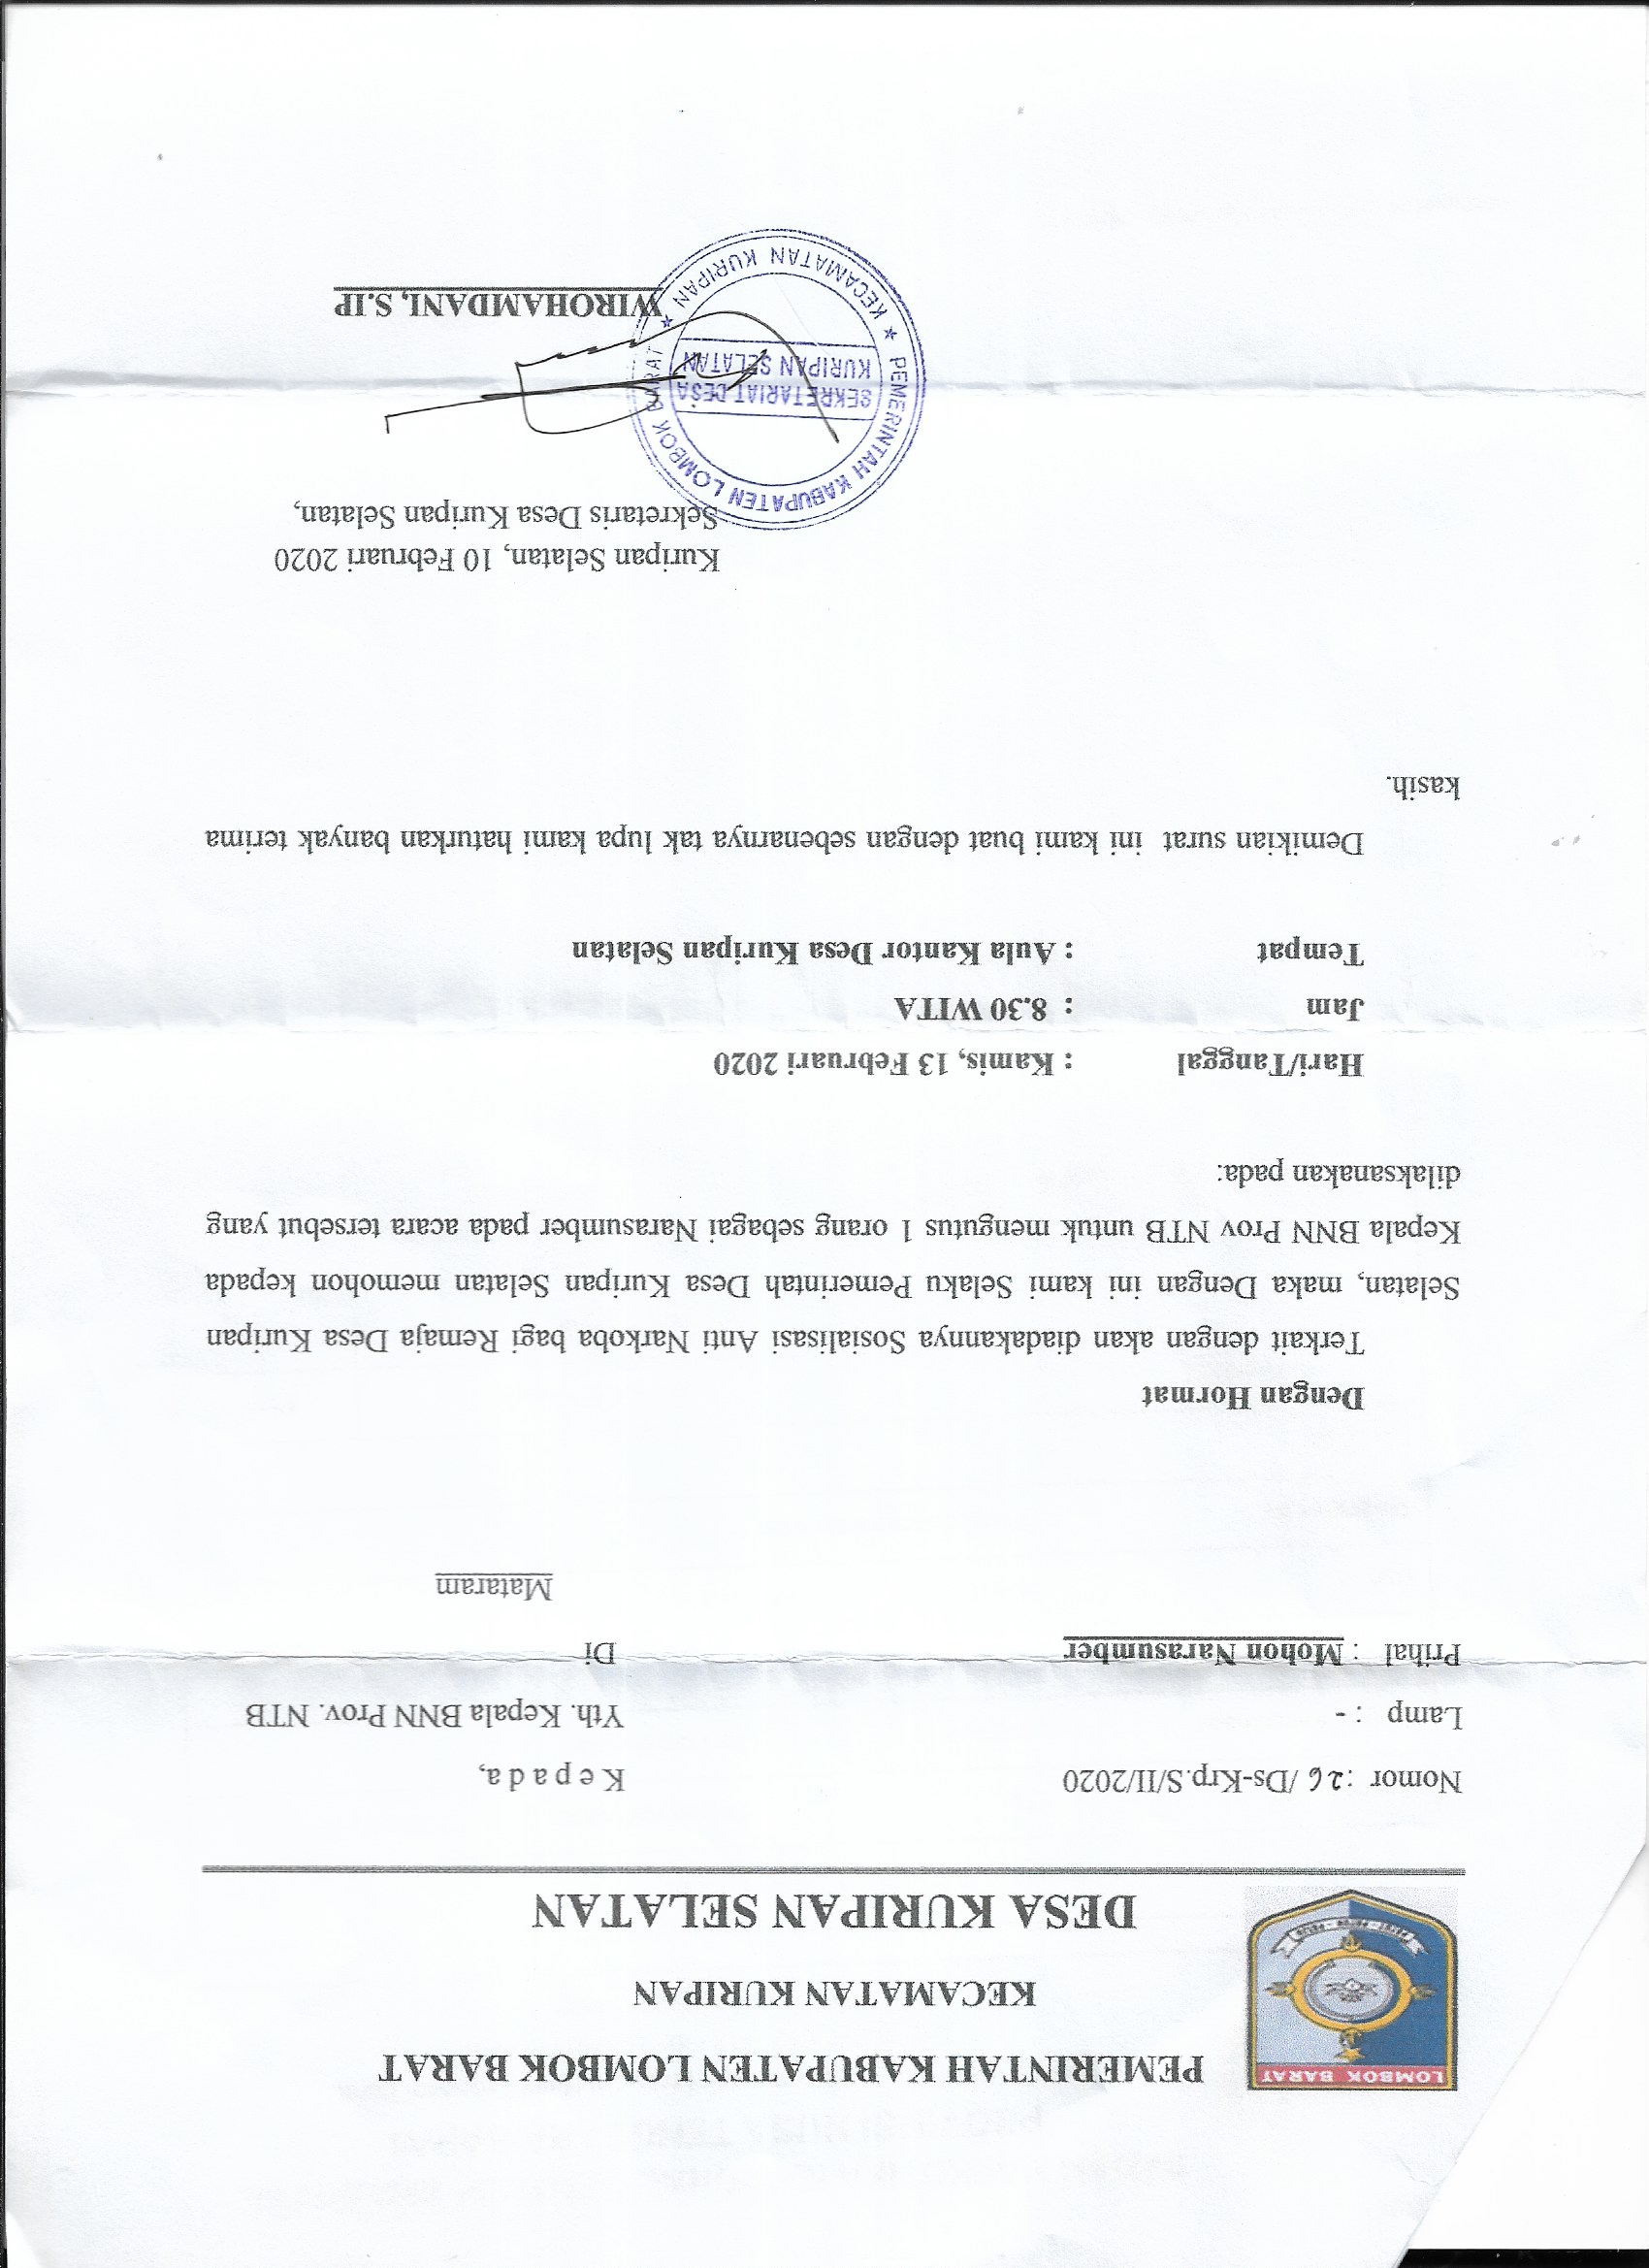 LOMBOK BARAT
PEMERINTAH KABUPATEN LOMBOK BARAT
KECAMATAN KURIPAN
DESA KURIPAN SELATAN
Nomor :26 /Ds-Krp.S/II/2020
Lamp : -
Prihal : Mohon Narasumber
K e p a d a,
Yth. Kepala BNN Prov. NTB
Di
Mataram
Dengan Hormat
Terkait dengan akan diadakannya Sosialisasi Anti Narkoba bagi Remaja Desa Kuripan
Selatan, maka Dengan ini kami Selaku Pemerintah Desa Kuripan Selatan memohon kepada
Kepala BNN Prov NTB untuk mengutus 1 orang sebagai Narasumber pada acara tersebut yang
dilaksanakan pada:
Hari/Tanggal : Kamis, 13 Februari 2020
Jam : 8.30 WITA
Tempat : Aula Kantor Desa Kuripan Selatan
Demikian surat ini kami buat dengan sebenarnya tak lupa kami haturkan banyak terima
kasih.
Kuripan Selatan, 10 Februari 2020
Sekretaris Desa Kuripan Selatan,
PEMERINTAH KABUPATEN LOMBOK BARAT
SEKRETARIAT DESA
KURIPAN SELATAN
★ KECAMATAN KURIPAN ★
WIROHAMDANI, S.IP